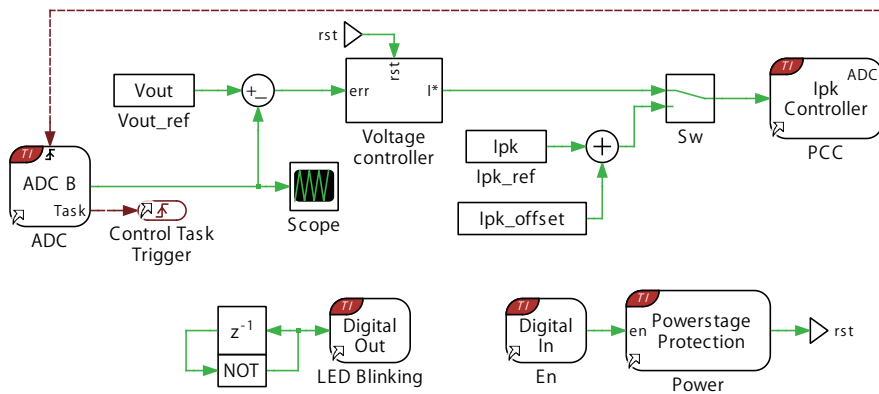 rst
Vout
Vout_ref
+
−
err
rst
I*
Voltage
controller
Ipk
Ipk_ref
+
Ipk_offset
Sw
TI
Ipk
Controller
ADC
PCC
TI
ADC B
Task
ADC
Control Task
Trigger
Scope
z⁻¹
NOT
TI
Digital
Out
LED Blinking
TI
Digital
In
En
TI
en
Powerstage
Protection
Power
rst